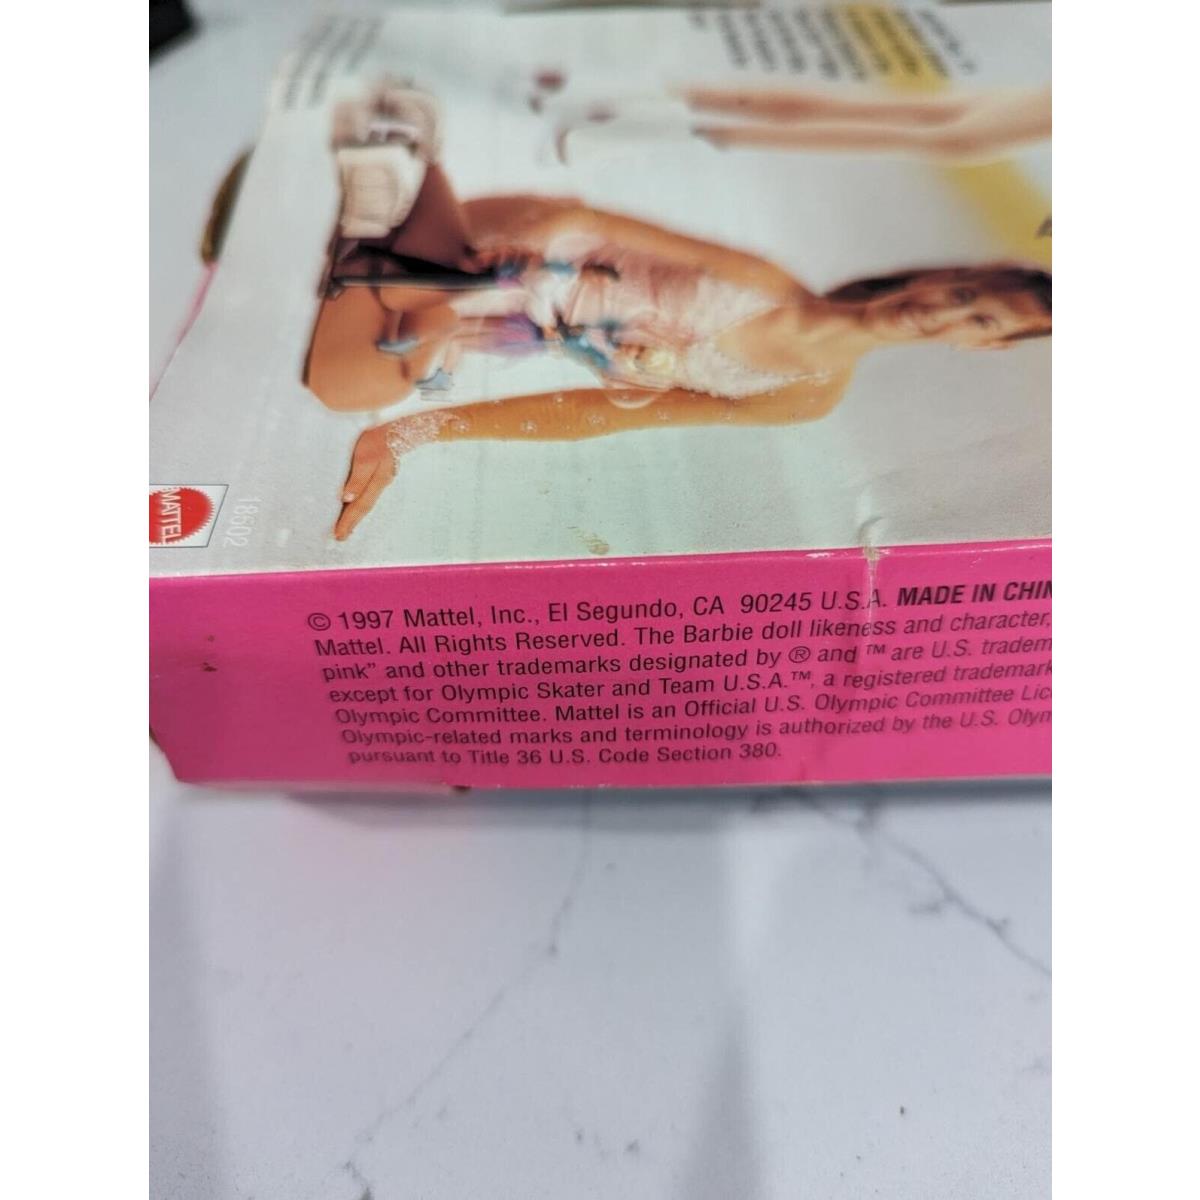 MATTEL
18602
© 1997 Mattel, Inc., El Segundo, CA 90245 U.S.A. MADE IN CHIN
Mattel. All Rights Reserved. The Barbie doll likeness and character,
pink" and other trademarks designated by ® and ™ are U.S. tradem
except for Olympic Skater and Team U.S.A.™, a registered trademark
Olympic Committee. Mattel is an Official U.S. Olympic Committee Lic
Olympic-related marks and terminology is authorized by the U.S. Olym
pursuant to Title 36 U.S. Code Section 380.